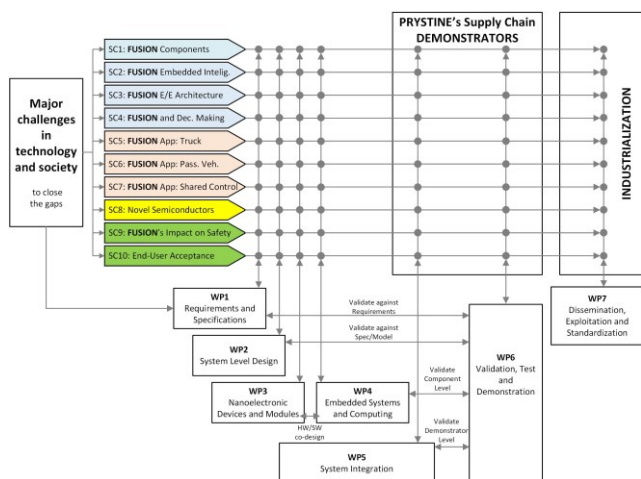 Major
challenges
in
technology
and society
to close
the gaps
SC1: FUSION Components
SC2: FUSION Embedded Intelig.
SC3: FUSION E/E Architecture
SC4: FUSION and Dec. Making
SC5: FUSION App: Truck
SC6: FUSION App: Pass. Veh.
SC7: FUSION App: Shared Control
SC8: Novel Semiconductors
SC9: FUSION's Impact on Safety
SC10: End-User Acceptance
PRYSTINE's Supply Chain
DEMONSTRATORS
INDUSTRIALIZATION
WP1
Requirements and
Specifications
Validate against
Requirements
WP2
System Level Design
Validate against
Spec/Model
WP3
Nanoelectronic
Devices and Modules
HW/SW
co-design
WP4
Embedded Systems
and Computing
Validate
Component
Level
Validate
Demonstrator
Level
WP5
System Integration
WP6
Validation, Test
and
Demonstration
WP7
Dissemination,
Exploitation and
Standardization